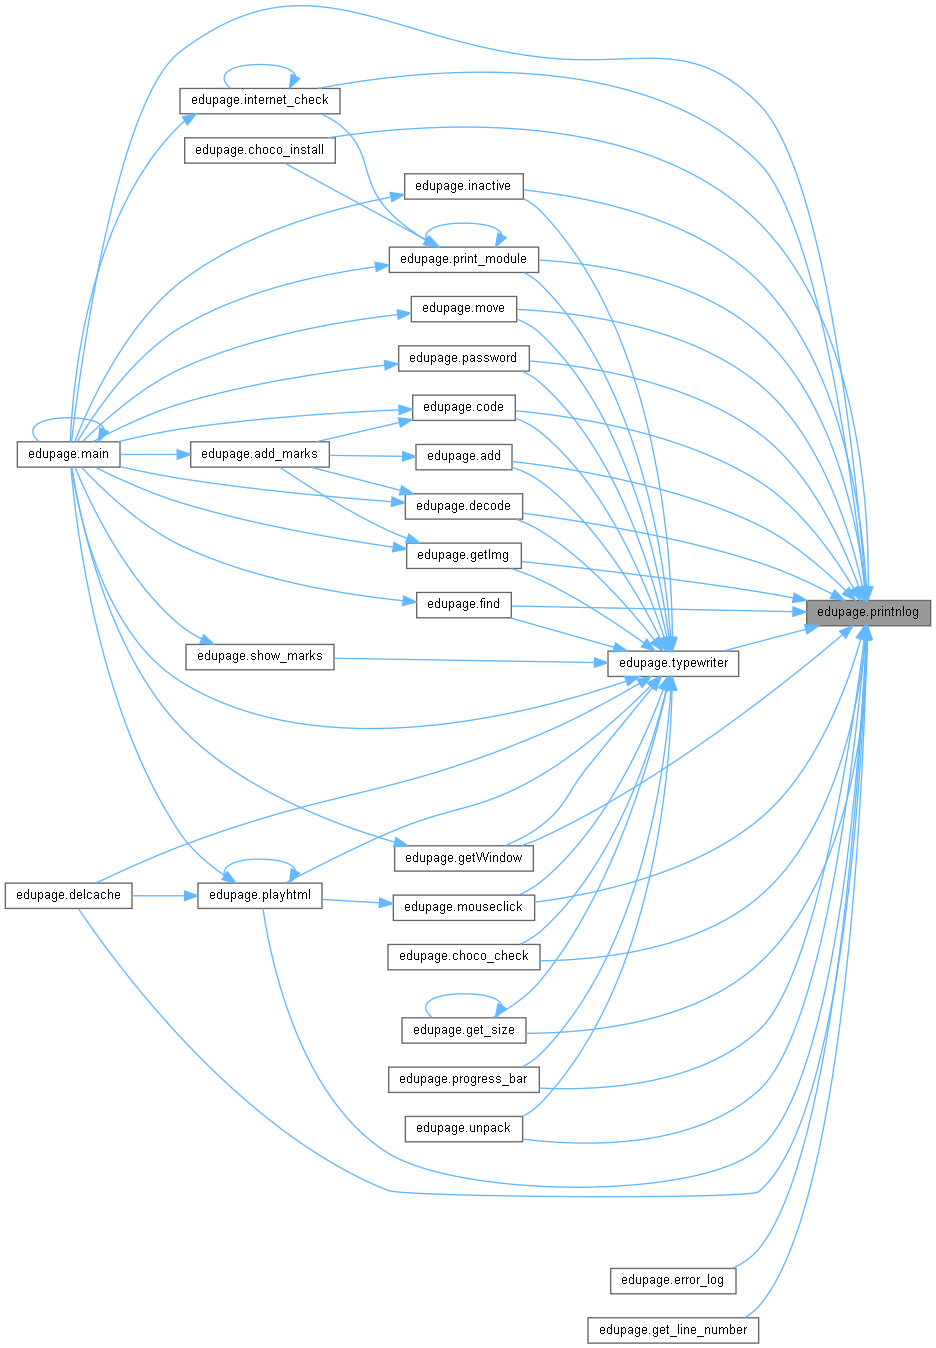 edupage.internet_check
edupage.choco_install
edupage.inactive
edupage.print_module
edupage.move
edupage.password
edupage.code
edupage.main
edupage.add_marks
edupage.add
edupage.decode
edupage.getImg
edupage.find
edupage.printnlog
edupage.show_marks
edupage.typewriter
edupage.getWindow
edupage.delcache
edupage.playhtml
edupage.mouseclick
edupage.choco_check
edupage.get_size
edupage.progress_bar
edupage.unpack
edupage.error_log
edupage.get_line_number